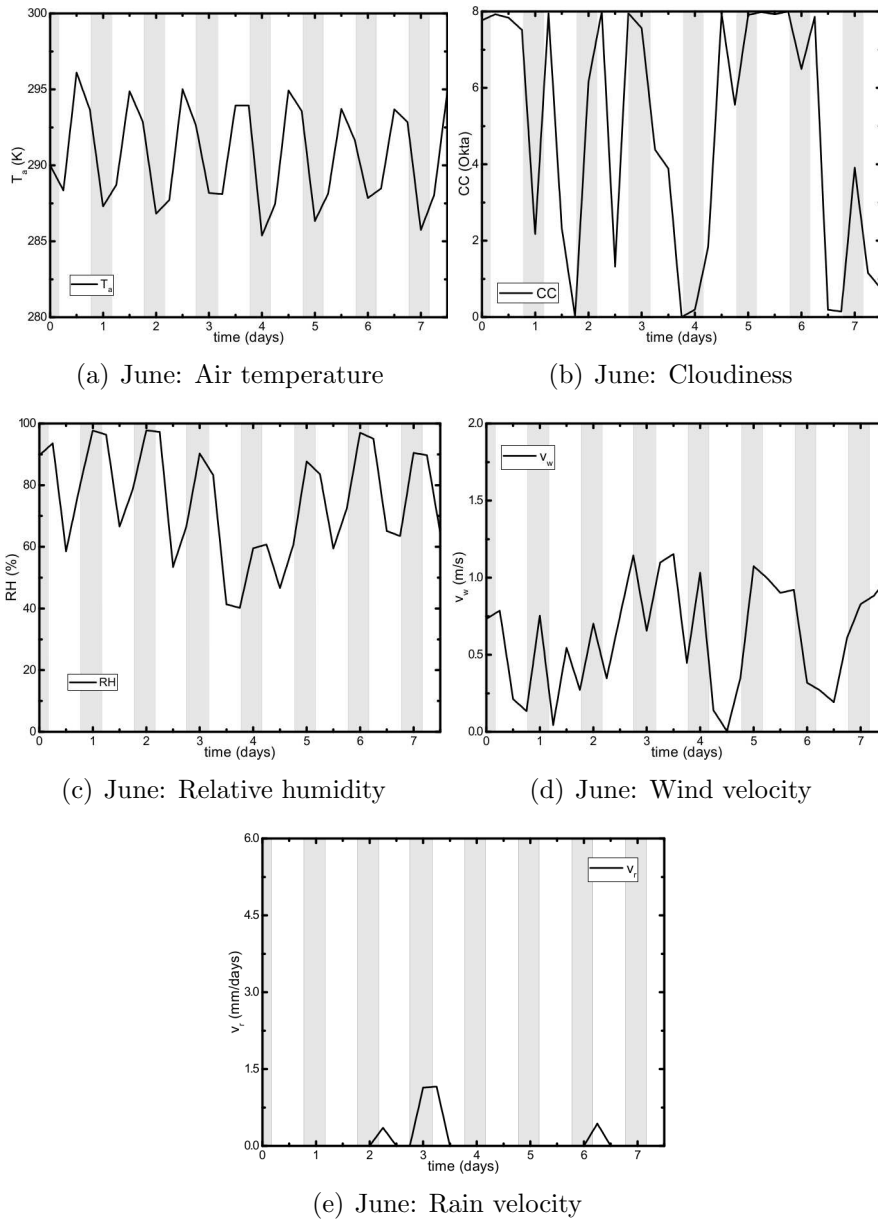 300
295
290
285
280
T_a (K)
T_a
0 1 2 3 4 5 6 7
time (days)
(a) June: Air temperature
8
6
4
2
0
CC (Okta)
CC
0 1 2 3 4 5 6 7
time (days)
(b) June: Cloudiness
100
80
60
40
20
0
RH (%)
RH
0 1 2 3 4 5 6 7
time (days)
(c) June: Relative humidity
2.0
1.5
1.0
0.5
0.0
v_w (m/s)
v_w
0 1 2 3 4 5 6 7
time (days)
(d) June: Wind velocity
6.0
4.5
3.0
1.5
0.0
v_r (mm/days)
v_r
0 1 2 3 4 5 6 7
time (days)
(e) June: Rain velocity